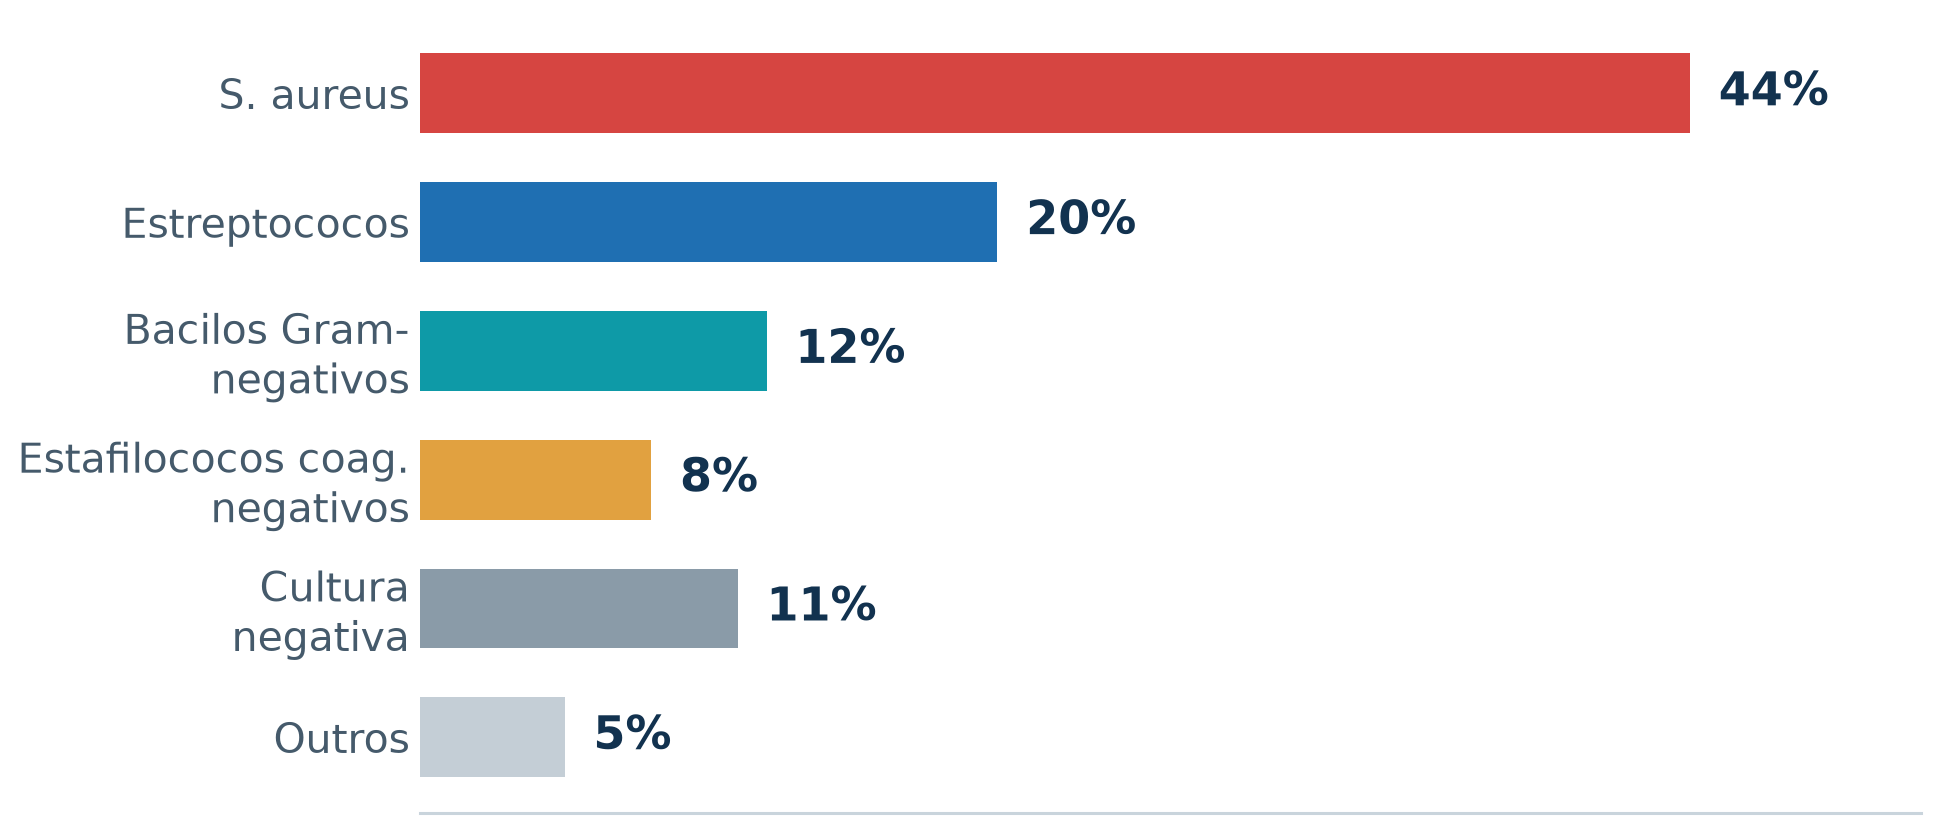 S. aureus
44%
Estreptococos
20%
Bacilos Gram-
negativos
12%
Estafilococos coag.
negativos
8%
Cultura
negativa
11%
Outros
5%